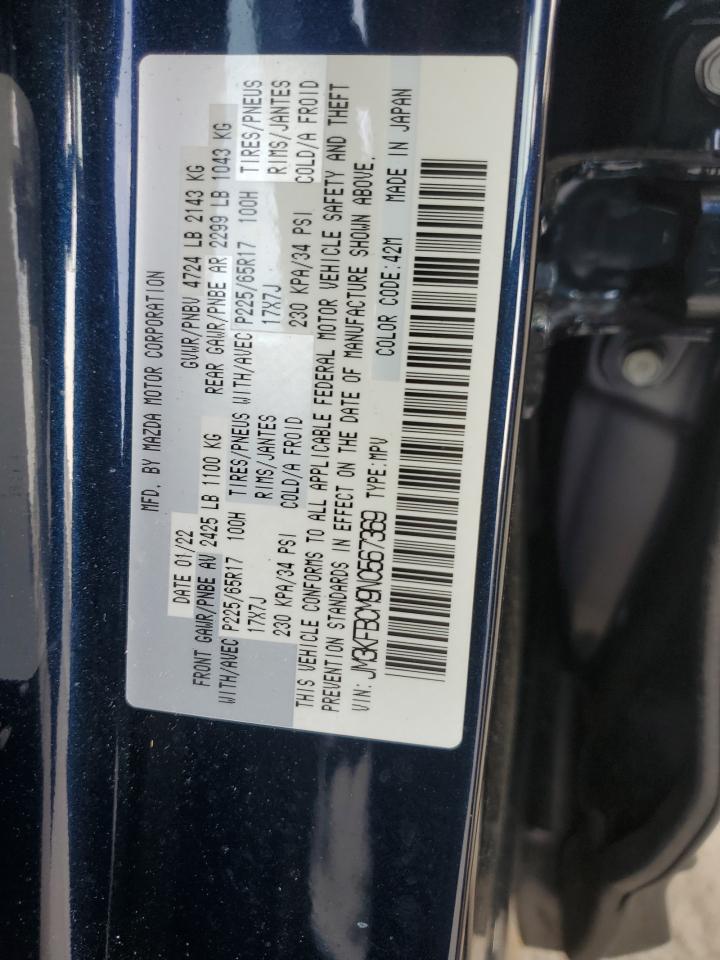 MFD. BY MAZDA MOTOR CORPORATION
DATE 01/22 GVWR/PNBV 4724 LB 2143 KG
FRONT GAWR/PNBE AV 2425 LB 1100 KG REAR GAWR/PNBE AR 2299 LB 1043 KG
WITH/AVEC P225/65R17 100H TIRES/PNEUS WITH/AVEC P225/65R17 100H TIRES/PNEUS
17X7J RIMS/JANTES 17X7J RIMS/JANTES
230 KPA/34 PSI COLD/A FROID 230 KPA/34 PSI COLD/A FROID
THIS VEHICLE CONFORMS TO ALL APPLICABLE FEDERAL MOTOR VEHICLE SAFETY AND THEFT
PREVENTION STANDARDS IN EFFECT ON THE DATE OF MANUFACTURE SHOWN ABOVE.
VIN: JM3KFBCM9N0567369 TYPE:MPV COLOR CODE:42M MADE IN JAPAN